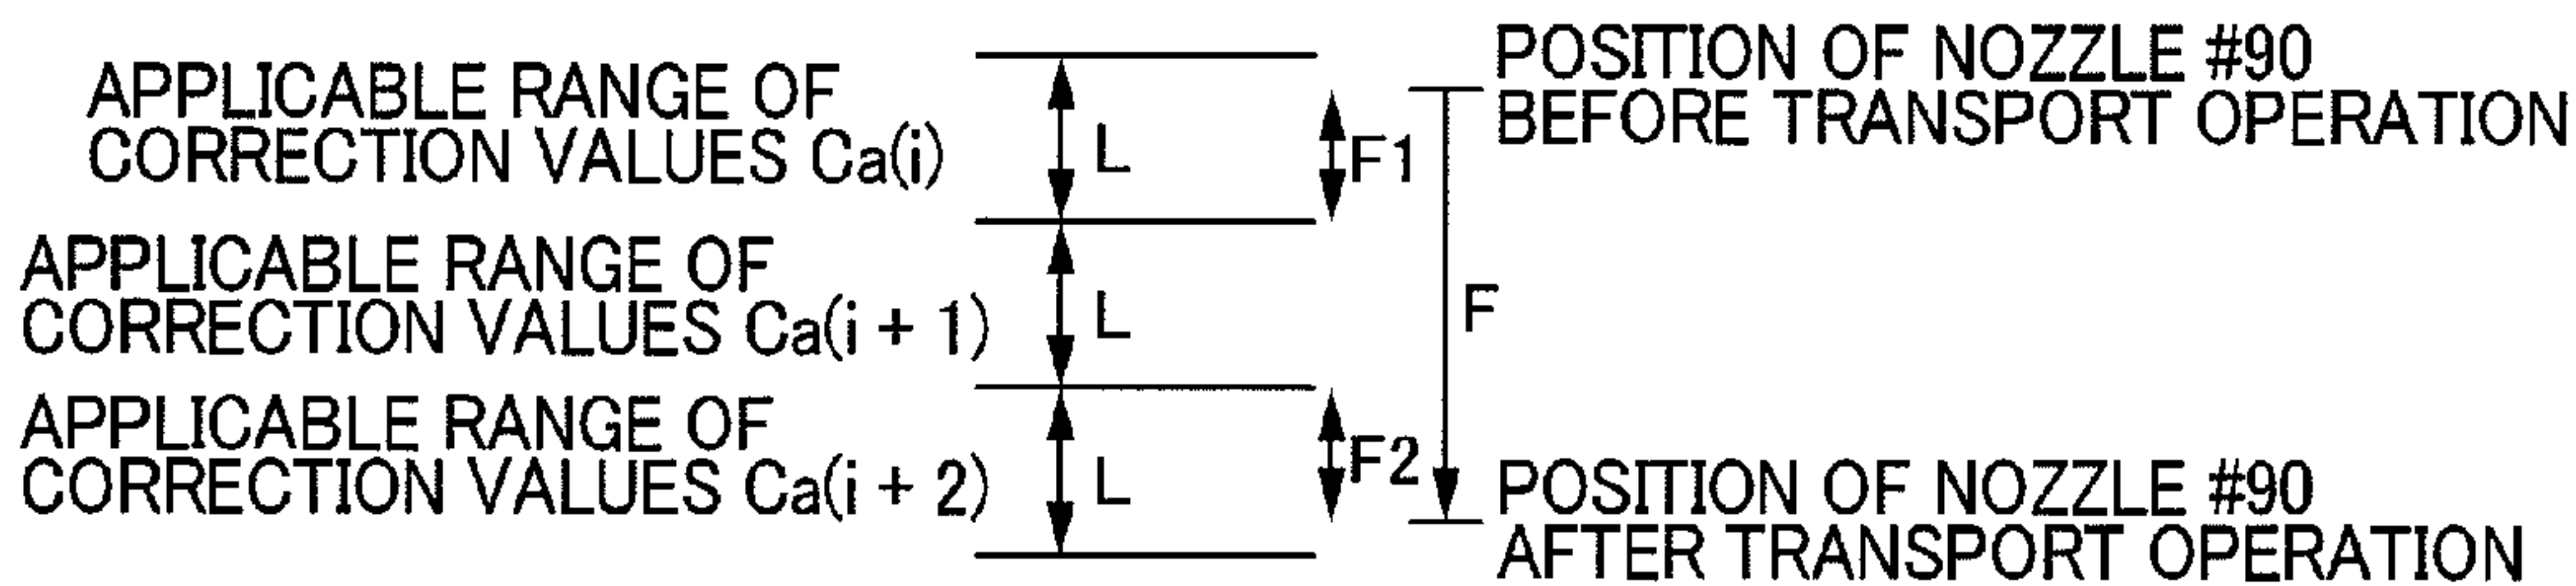 APPLICABLE RANGE OF
CORRECTION VALUES Ca(i)
L
F1
POSITION OF NOZZLE #90
BEFORE TRANSPORT OPERATION
APPLICABLE RANGE OF
CORRECTION VALUES Ca(i + 1)
L
F
APPLICABLE RANGE OF
CORRECTION VALUES Ca(i + 2)
L
F2
POSITION OF NOZZLE #90
AFTER TRANSPORT OPERATION